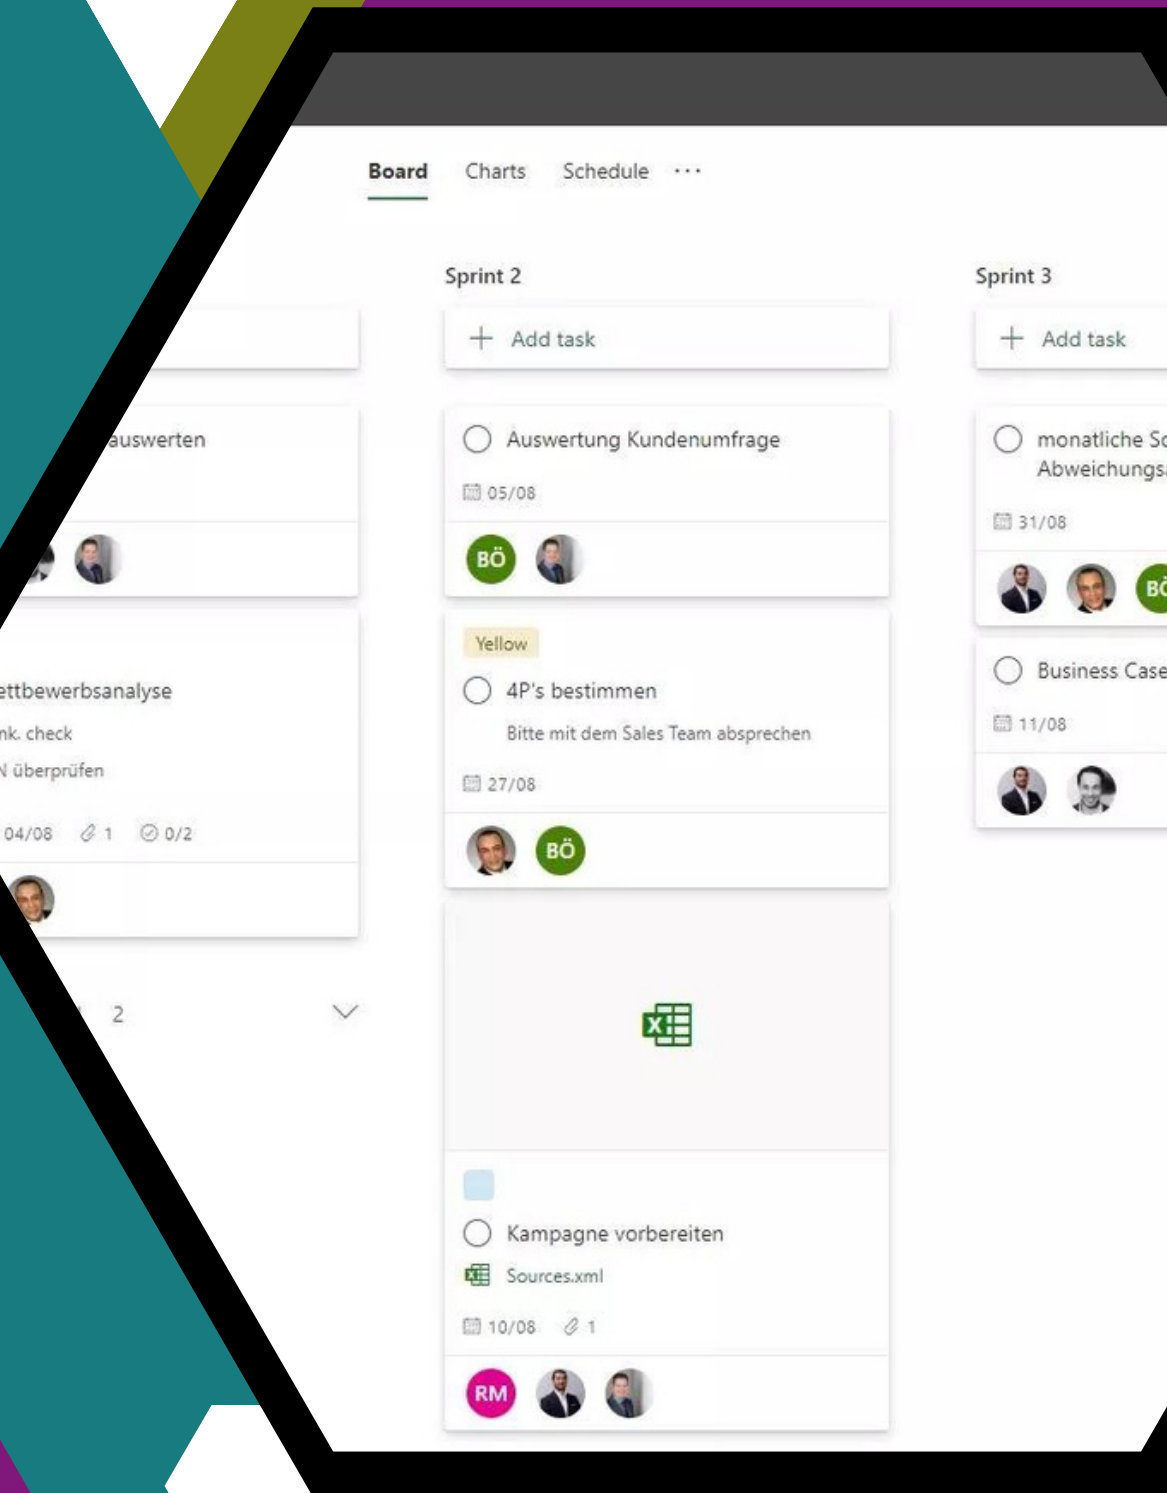 Board Charts Schedule ...
Sprint 2
Sprint 3
+ Add task
+ Add task
auswerten
Auswertung Kundenumfrage
05/08
BÖ
monatliche
31/08
BÖ
Yellow
4P's bestimmen
Bitte mit dem Sales Team absprechen
27/08
BÖ
Business Case
11/08
ettbewerbsanalyse
nk. check
N überprüfen
04/08 1 0/2
2
Kampagne vorbereiten
Sources.xml
10/08 1
RM